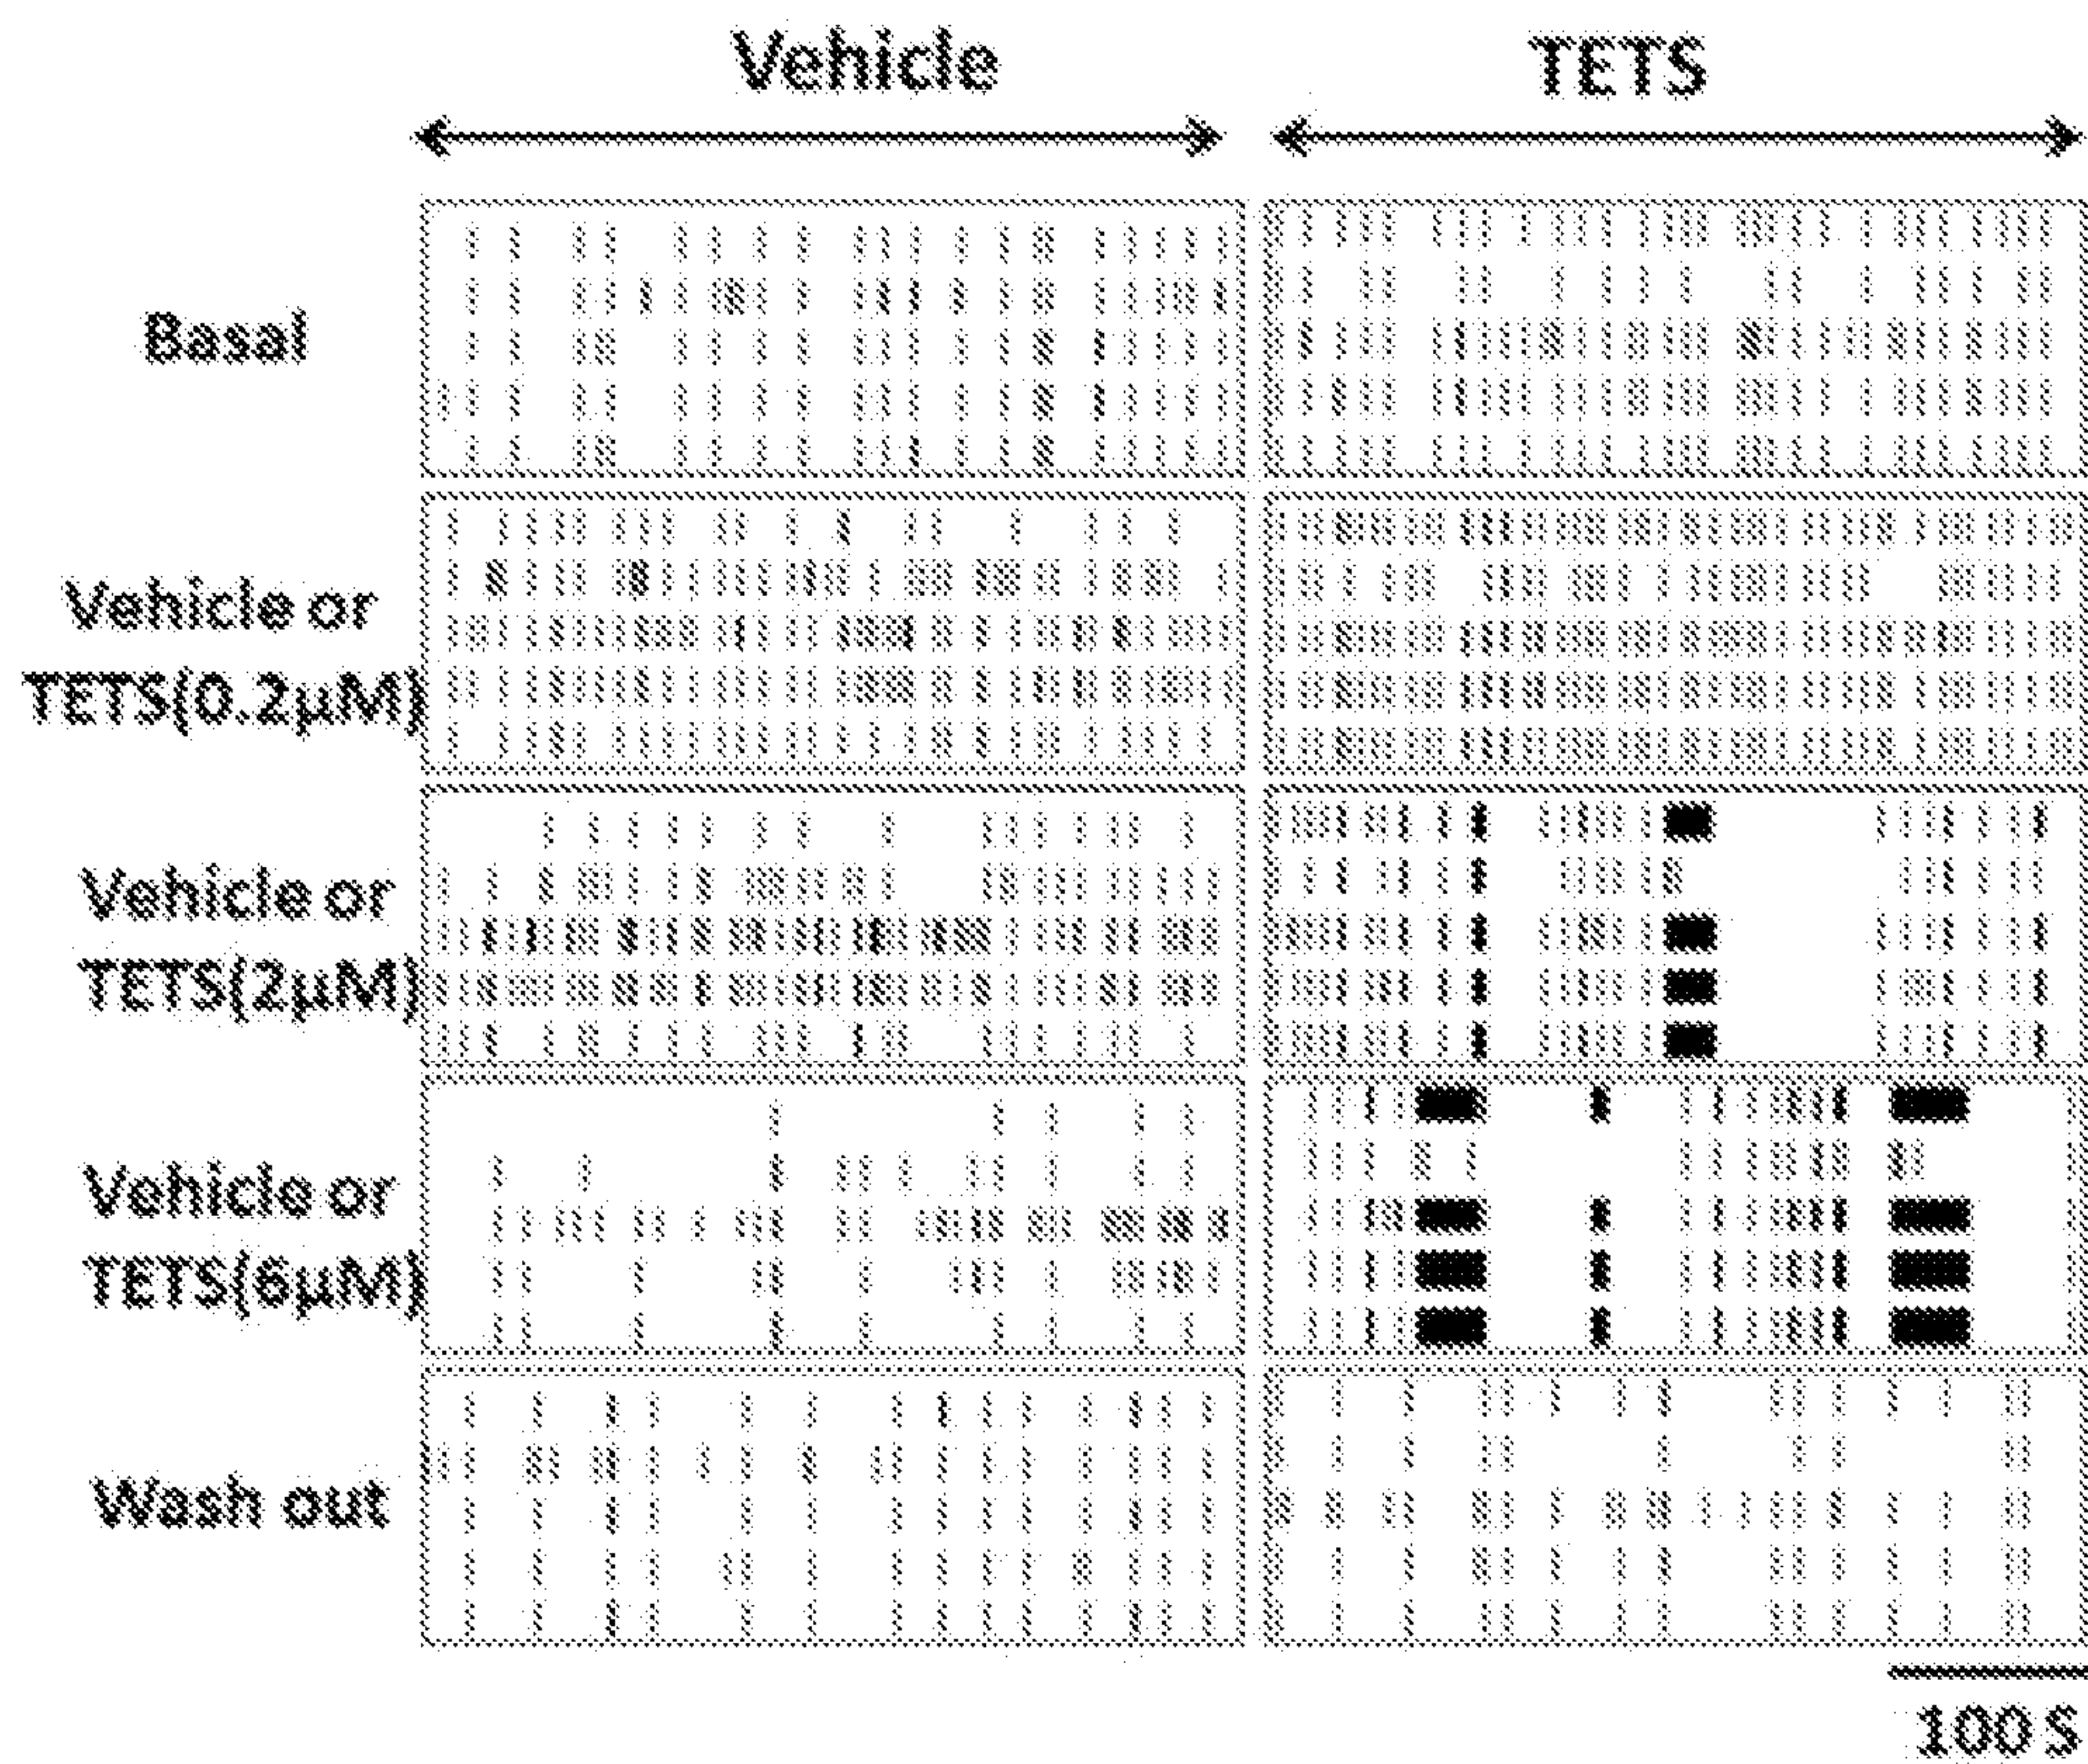 Vehicle
TETS
Basal
Vehicle or
TETS(0.2μM)
Vehicle or
TETS(2μM)
Vehicle or
TETS(6μM)
Wash out
100 S